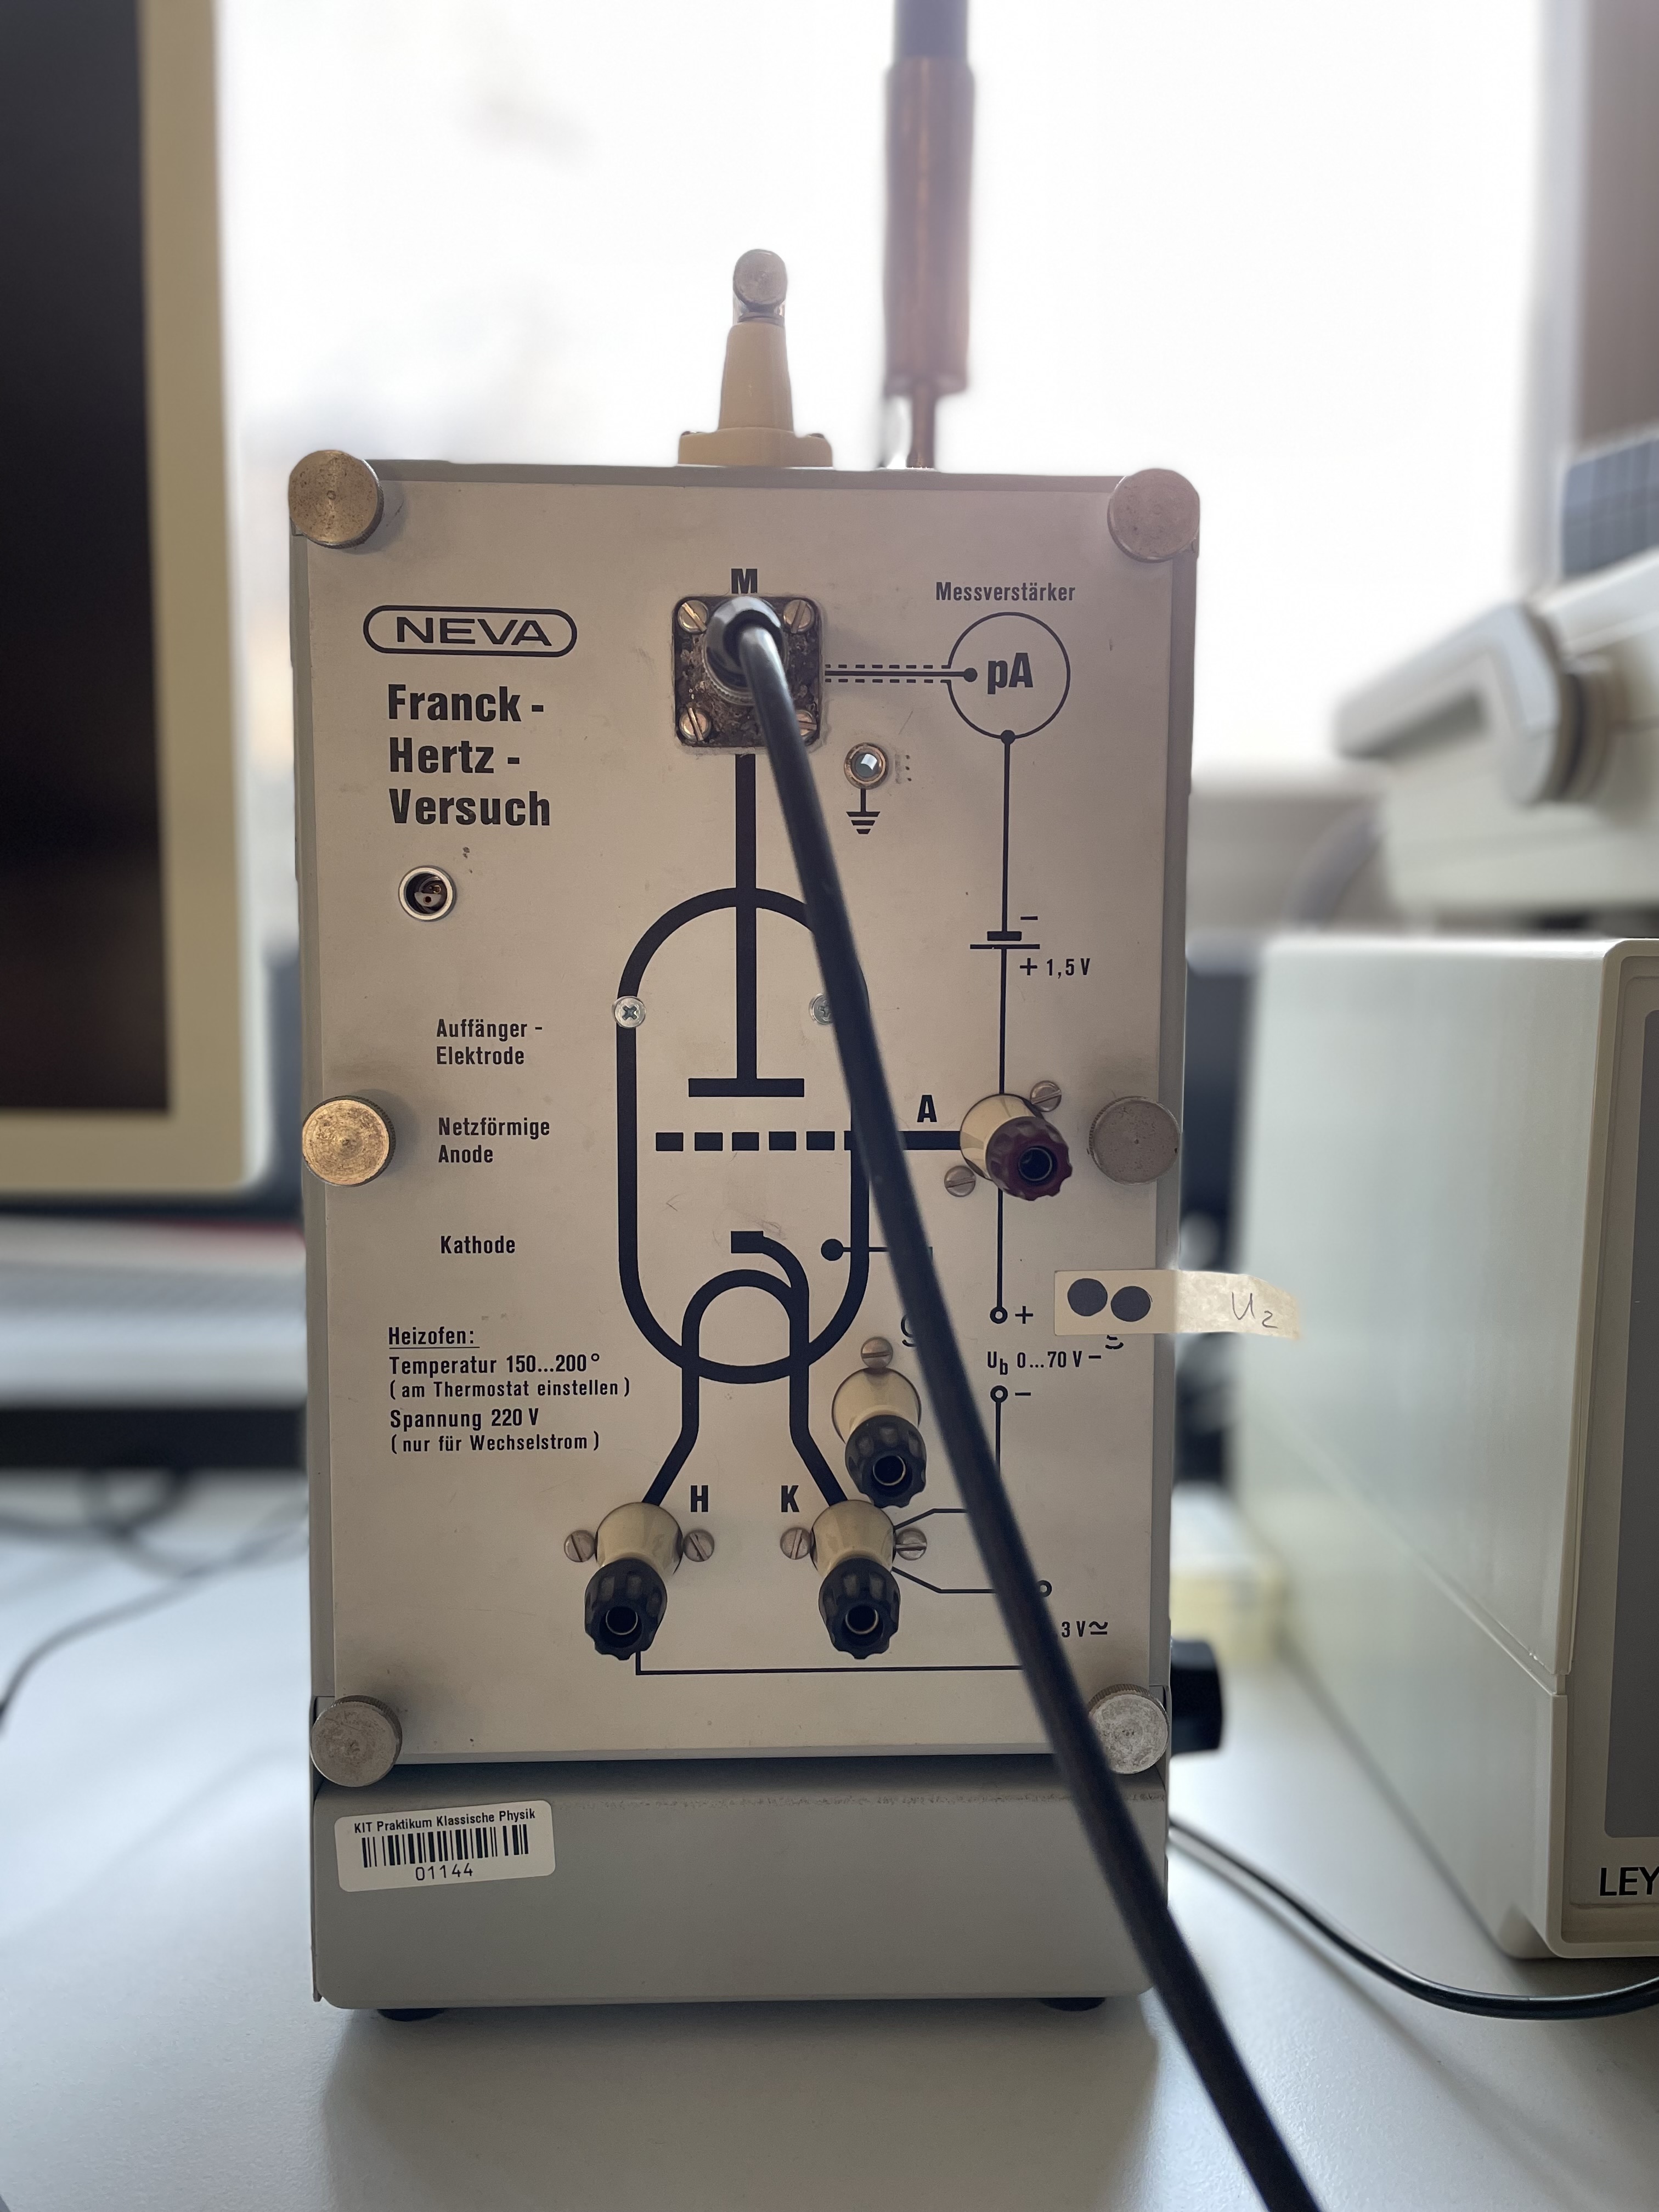 M
Messverstärker
NEVA
pA
Franck -
Hertz -
Versuch
−
+ 1,5 V
Auffänger -
Elektrode
A
Netzförmige
Anode
Kathode
U2
+
Heizofen:
Temperatur 150...200°
( am Thermostat einstellen )
Ub 0...70 V −
−
Spannung 220 V
( nur für Wechselstrom )
H
K
3 V ≃
KIT Praktikum Klassische Physik
01144
LEY